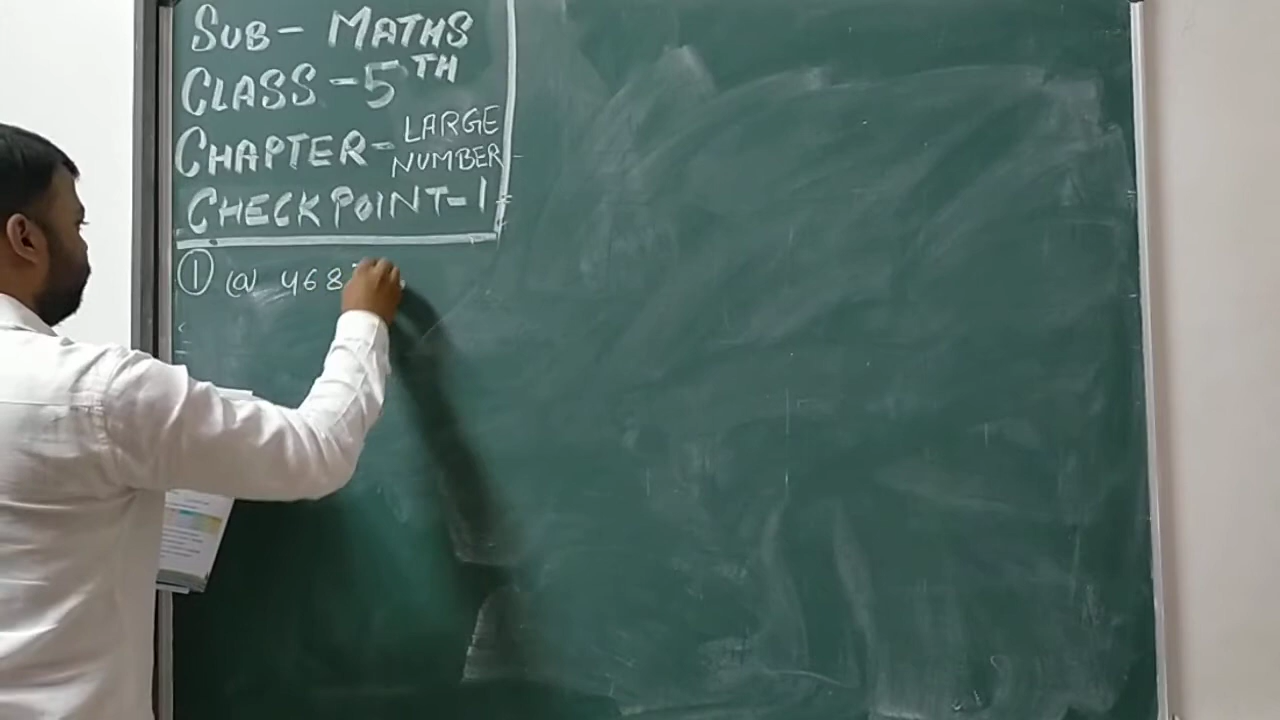 SUB- MATHS
CLASS-5TH
CHAPTER- LARGE NUMBER
CHECKPOINT-1
① (a) 468